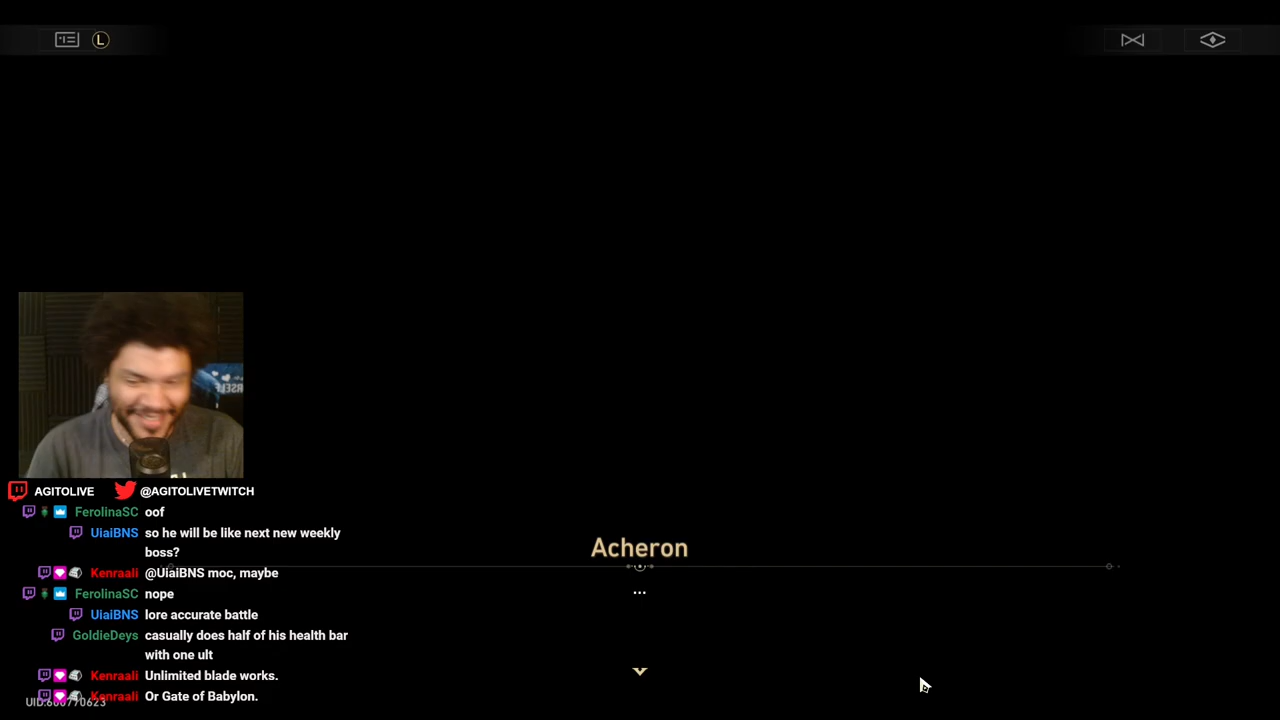 L
AGITOLIVE @AGITOLIVETWITCH
FerolinaSC oof
UiaiBNS so he will be like next new weekly
boss?
Kenraali @UiaiBNS moc, maybe
FerolinaSC nope
UiaiBNS lore accurate battle
GoldieDeys casually does half of his health bar
with one ult
Kenraali Unlimited blade works.
Kenraali Or Gate of Babylon.
Acheron
...